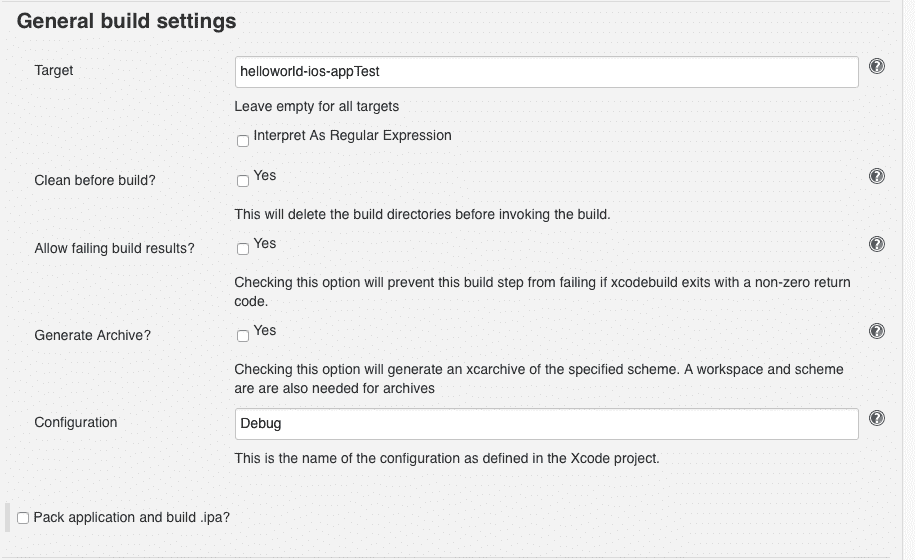 General build settings
Target
helloworld-ios-appTest
Leave empty for all targets
Interpret As Regular Expression
Clean before build?
Yes
This will delete the build directories before invoking the build.
Allow failing build results?
Yes
Checking this option will prevent this build step from failing if xcodebuild exits with a non-zero return
code.
Generate Archive?
Yes
Checking this option will generate an xcarchive of the specified scheme. A workspace and scheme
are are also needed for archives
Configuration
Debug
This is the name of the configuration as defined in the Xcode project.
Pack application and build .ipa?